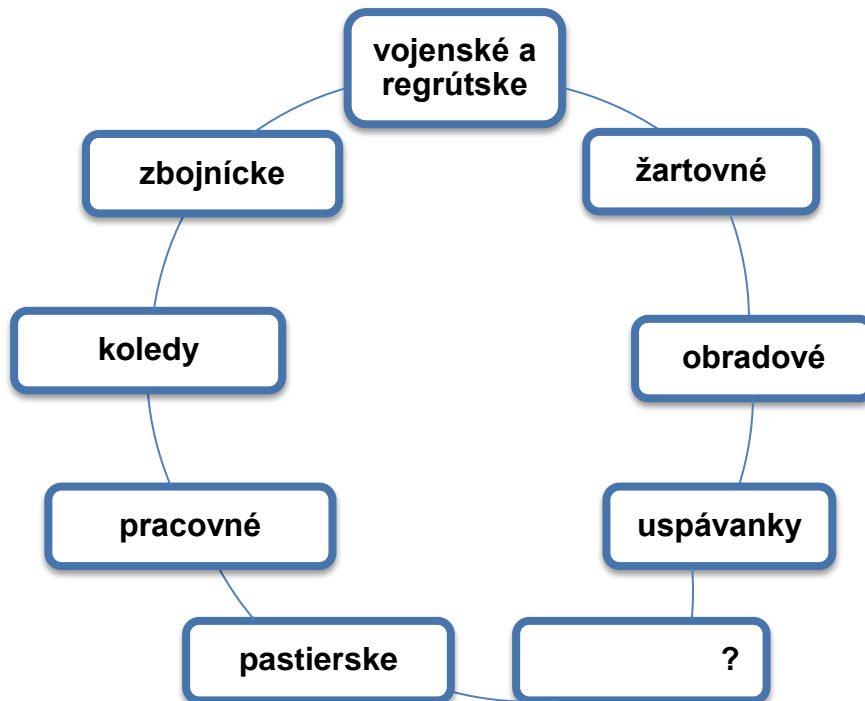 vojenské a
regrútske
zbojnícke
žartovné
koledy
obradové
pracovné
uspávanky
pastierske
?